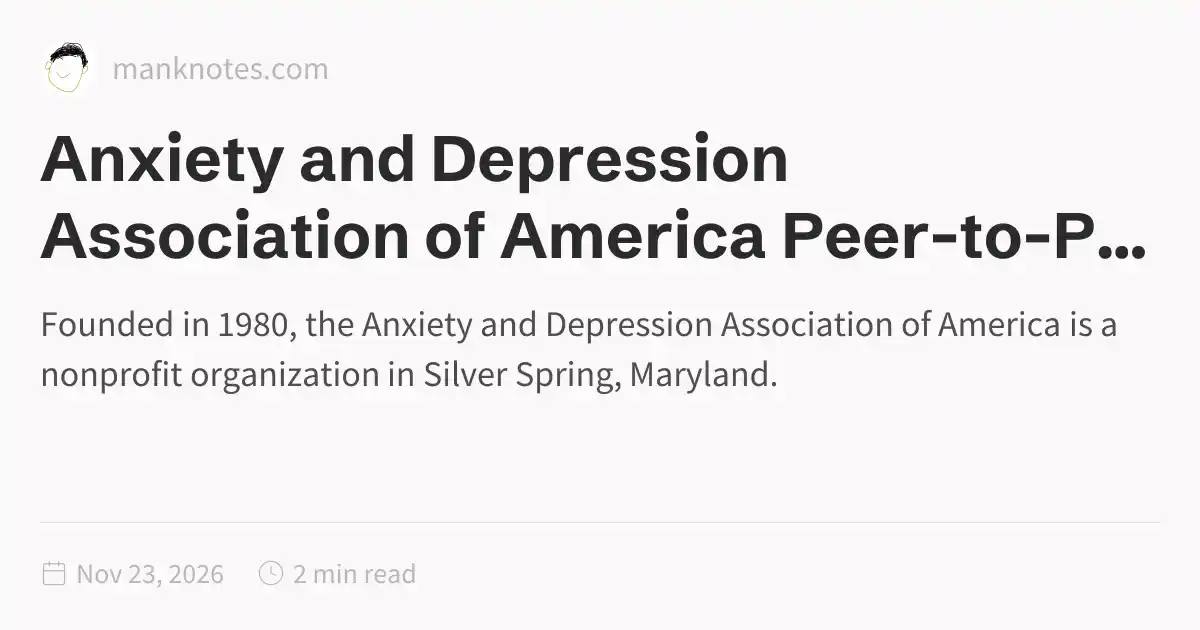 manknotes.com
Anxiety and Depression
Association of America Peer-to-P...
Founded in 1980, the Anxiety and Depression Association of America is a
nonprofit organization in Silver Spring, Maryland.
Nov 23, 2026 2 min read